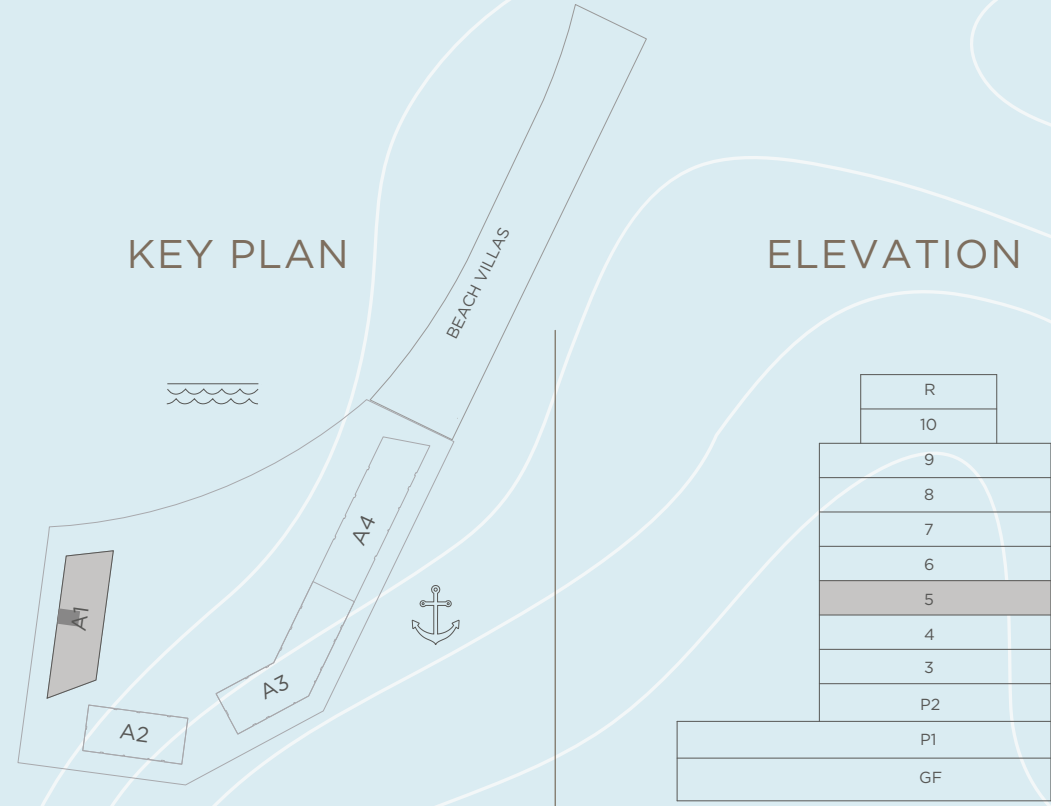 KEY PLAN
BEACH VILLAS
A4
A1
A3
A2
ELEVATION
R
10
9
8
7
6
5
4
3
P2
P1
GF